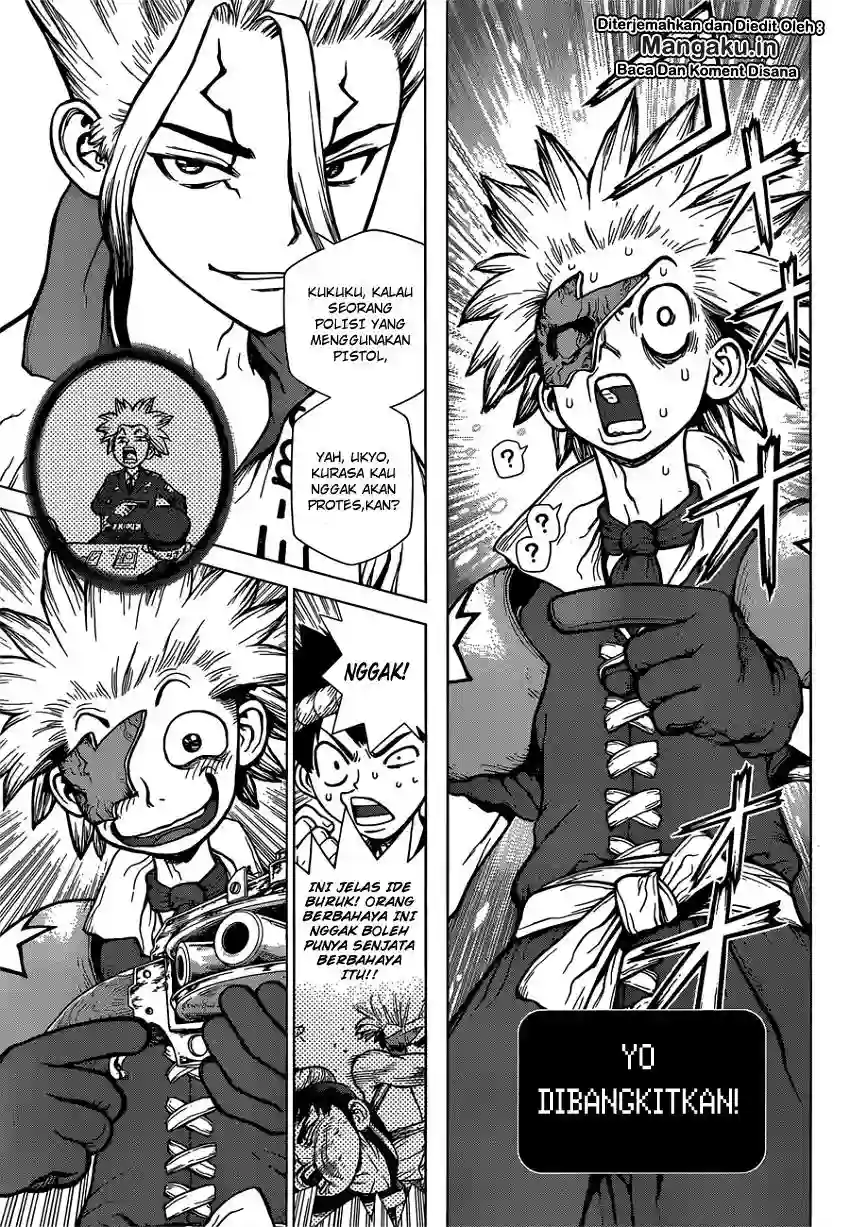 Diterjemahkan dan Diedit Oleh:
Mangaku.in
Baca Dan Koment Disana
?
?
?
YO
DIBANGKITKAN!
KUKUKU, KALAU
SEORANG
POLISI YANG
MENGGUNAKAN
PISTOL,
YAH, UKYO,
KURASA KAU
NGGAK AKAN
PROTES,KAN?
NGGAK!
INI JELAS IDE
BURUK! ORANG
BERBAHAYA INI
NGGAK BOLEH
PUNYA SENJATA
BERBAHAYA
ITU!!